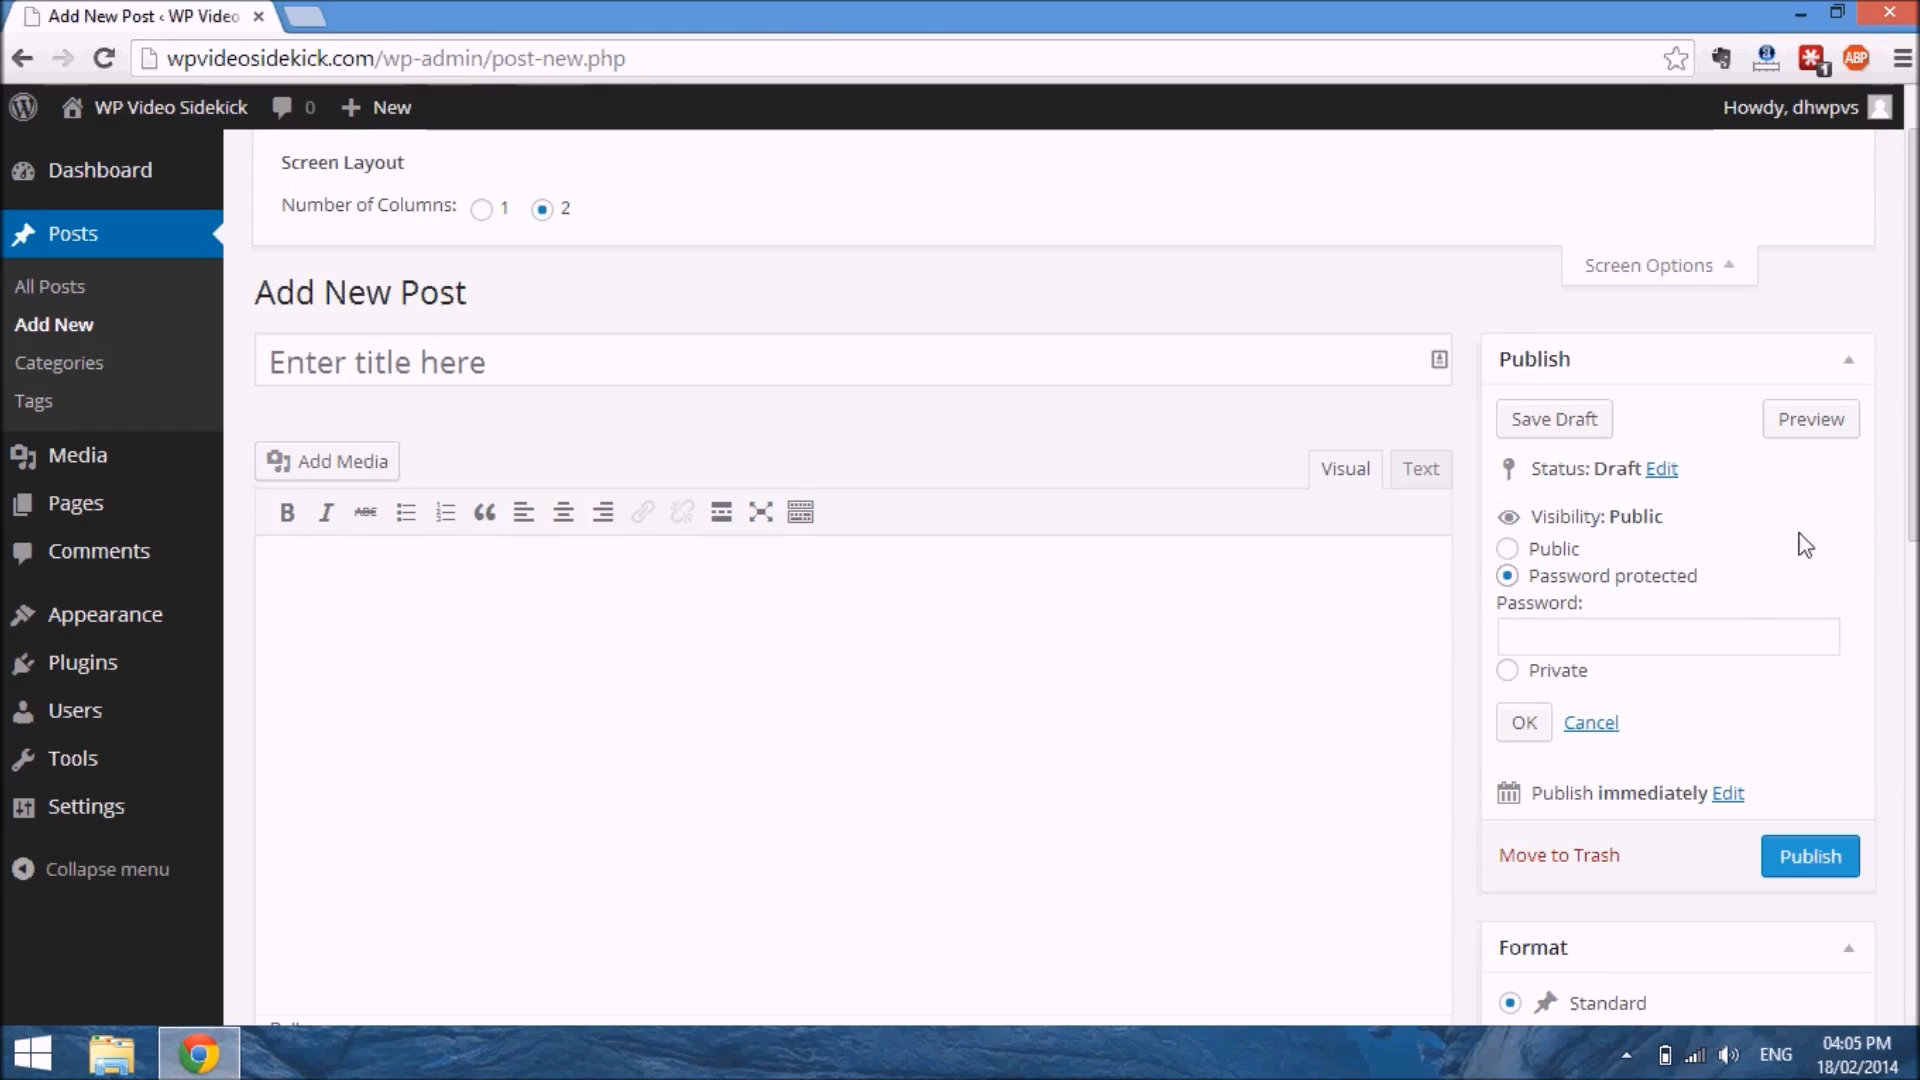 Add New Post ‹ WP Video
wpvideosidekick.com/wp-admin/post-new.php
ABP
1
WP Video Sidekick 0 New
Howdy, dhwpvs
Dashboard
Posts
All Posts
Add New
Categories
Tags
Media
Pages
Comments
Appearance
Plugins
Users
Tools
Settings
Collapse menu
Screen Layout
Number of Columns: 1 2
Screen Options
Add New Post
Enter title here
Add Media
Visual Text
B I ABC
Publish
Save Draft Preview
Status: Draft Edit
Visibility: Public
Public
Password protected
Password:
Private
OK Cancel
Publish immediately Edit
Move to Trash Publish
Format
Standard
ENG
04:05 PM
18/02/2014